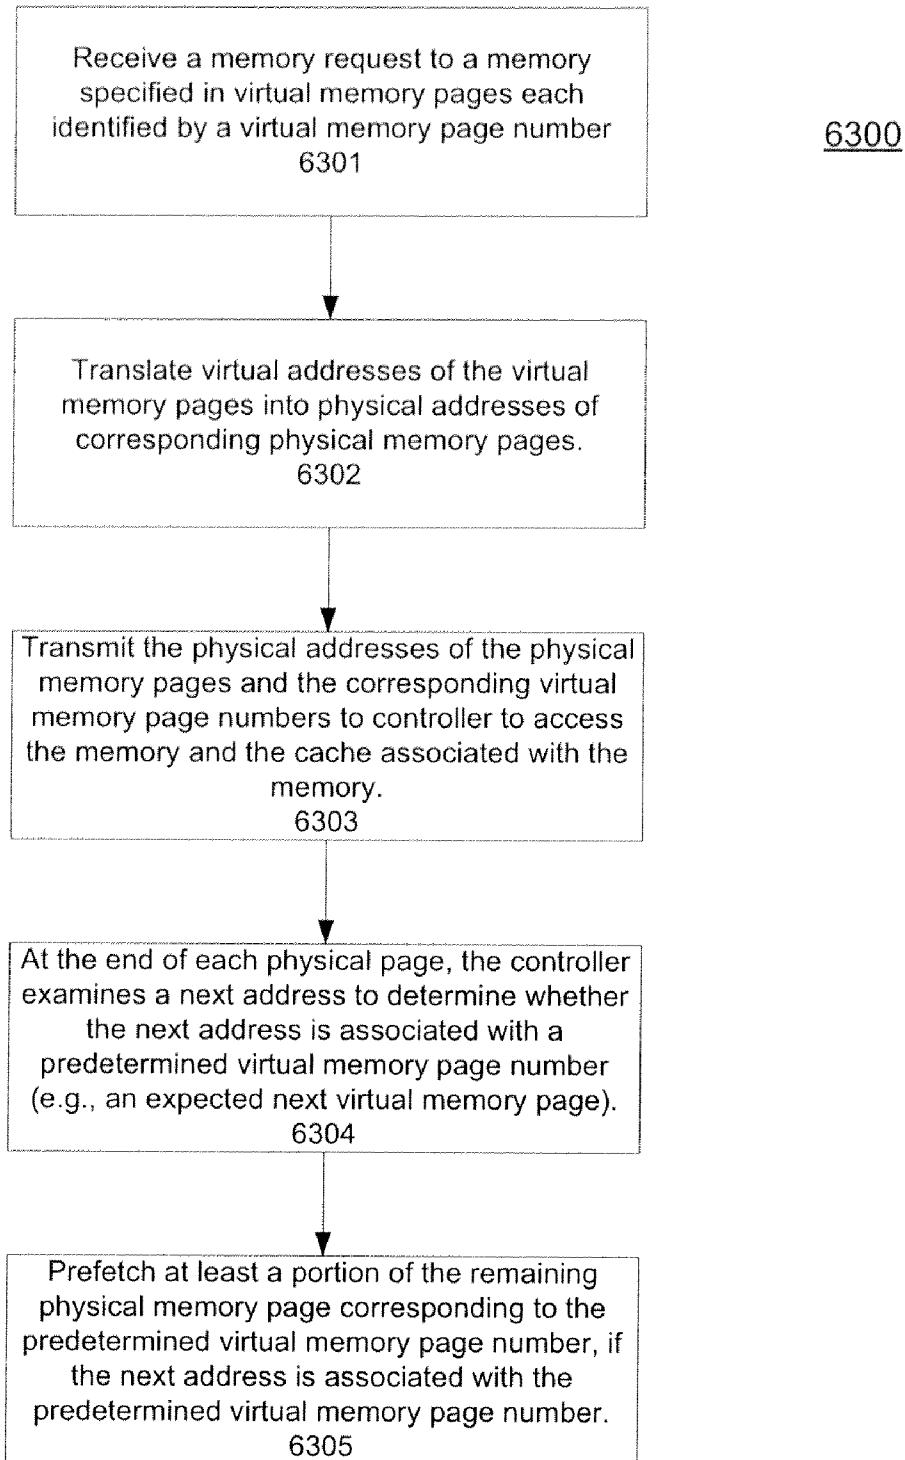 Receive a memory request to a memory
specified in virtual memory pages each
identified by a virtual memory page number
6301
6300
Translate virtual addresses of the virtual
memory pages into physical addresses of
corresponding physical memory pages.
6302
Transmit the physical addresses of the physical
memory pages and the corresponding virtual
memory page numbers to controller to access
the memory and the cache associated with the
memory.
6303
At the end of each physical page, the controller
examines a next address to determine whether
the next address is associated with a
predetermined virtual memory page number
(e.g., an expected next virtual memory page).
6304
Prefetch at least a portion of the remaining
physical memory page corresponding to the
predetermined virtual memory page number, if
the next address is associated with the
predetermined virtual memory page number.
6305